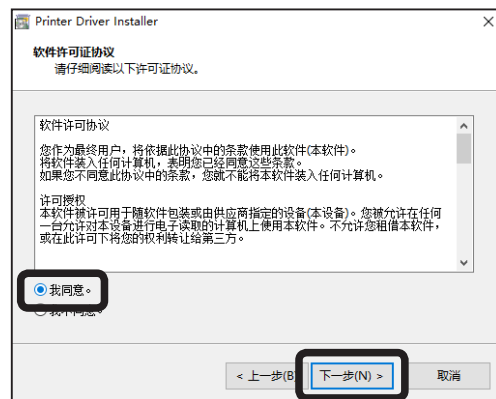 Printer Driver Installer
软件许可证协议
请仔细阅读以下许可证协议。
软件许可协议
您作为最终用户，将依据此协议中的条款使用此软件(本软件)。
将软件装入任何计算机，表明您已经同意这些条款。
如果您不同意此协议中的条款，您就不能将本软件装入任何计算机。
许可授权
本软件被许可用于随软件包装或由供应商指定的设备(本设备)。您被允许在任何
一台允许对本设备进行电子读取的计算机上使用本软件。不允许您租借本软件，
或在此许可下将您的权利转让给第三方。
我同意。
我不同意。
< 上一步(B 下一步(N) > 取消